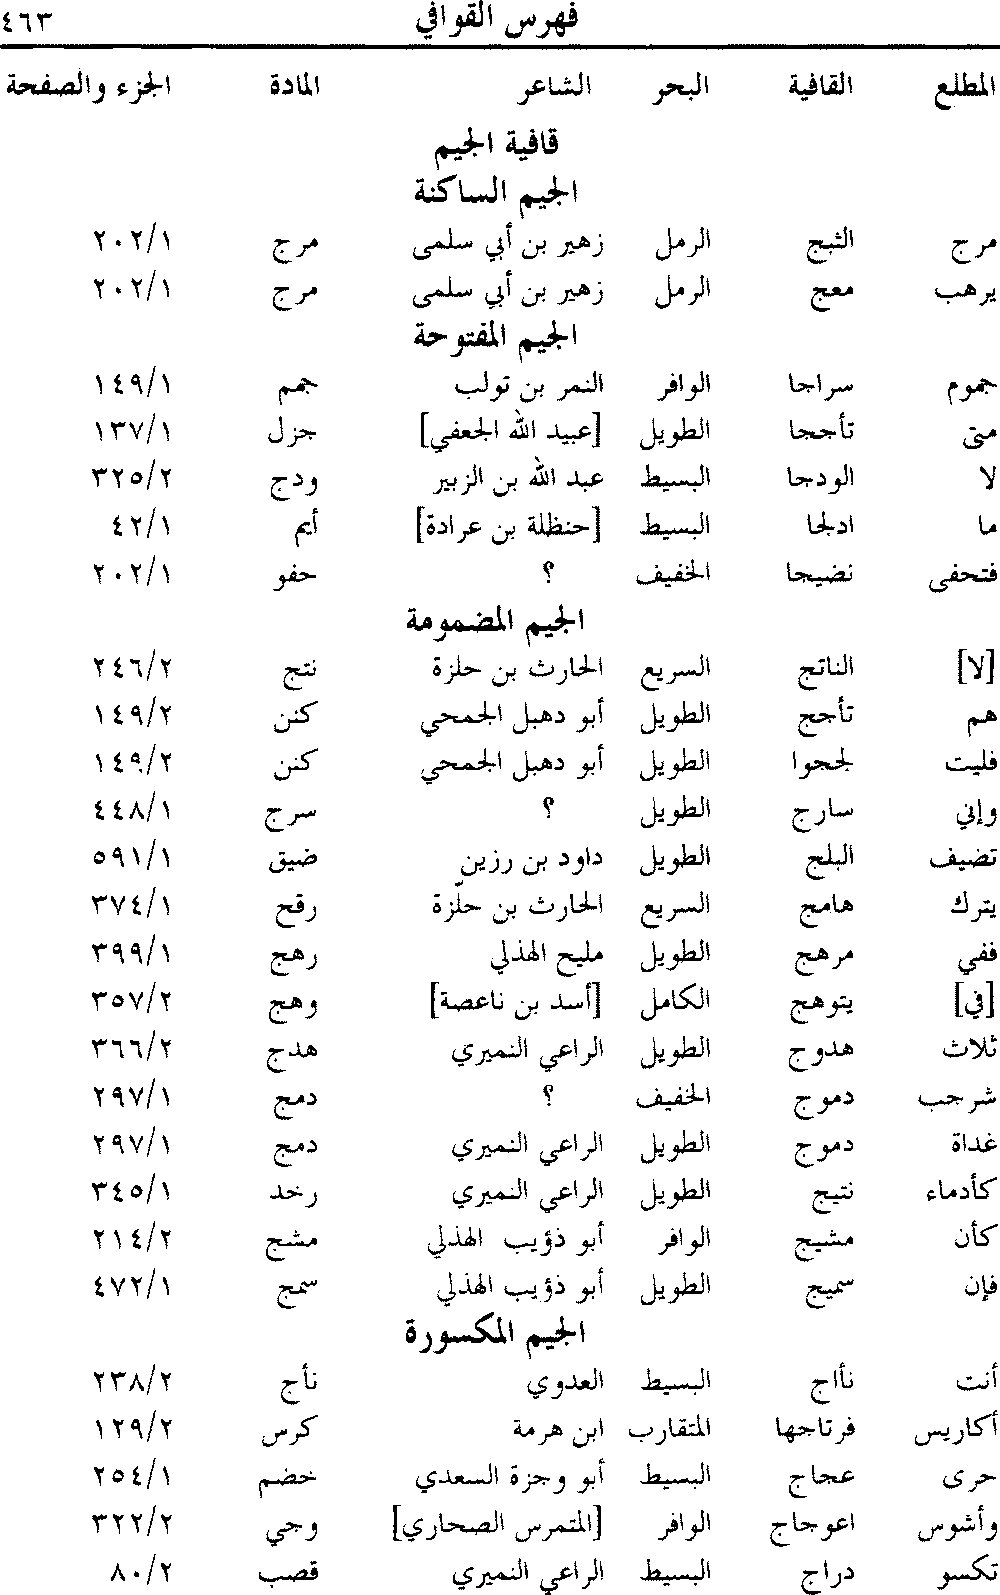 فهرس القوافي ٤٦٣
المطلع القافية البحر الشاعر المادة الجزء والصفحة
قافية الجيم
الجيم الساكنة
مرج الثبج الرمل زهير بن أبي سلمى مرج ٢٠٢/١
يرهب معج الرمل زهير بن أبي سلمى مرج ٢٠٢/١
الجيم المفتوحة
جموم سراجا الوافر النمر بن تولب جمم ١٤٩/١
متى تأججا الطويل [عبيد الله الجعفي] جزل ١٣٧/١
لا الودجا البسيط عبد الله بن الزبير ودج ٣٢٥/٢
ما ادلجا البسيط [حنظلة بن عرادة] أيم ٤٢/١
فتحفى نضيجا الخفيف ؟ حفو ٢٠٢/١
الجيم المضمومة
[لا] الناتج السريع الحارث بن حلزة نتج ٢٤٦/٢
هم تأجج الطويل أبو دهبل الجمحي كنن ١٤٩/٢
فليت لججوا الطويل أبو دهبل الجمحي كنن ١٤٩/٢
وإني سارج الطويل ؟ سرج ٤٤٨/١
تضيف البلج الطويل داود بن رزين ضيق ٥٩١/١
يترك هامج السريع الحارث بن حلّزة رقح ٣٧٤/١
ففي مرهج الطويل مليح الهذلي رهج ٣٩٩/١
[في] يتوهج الكامل [أسد بن ناعصة] وهج ٣٥٧/٢
ثلاث هدوج الطويل الراعي النميري هدج ٣٦٦/٢
شرجب دموج الخفيف ؟ دمج ٢٩٧/١
غداة دموج الطويل الراعي النميري دمج ٢٩٧/١
كأدماء نتيج الطويل الراعي النميري رخد ٣٤٥/١
كأن مشيج الوافر أبو ذؤيب الهذلي مشج ٢١٤/٢
فإن سميج الطويل أبو ذؤيب الهذلي سمج ٤٧٢/١
الجيم المكسورة
أنت نأاج البسيط العدوي نأج ٢٣٨/٢
أكاريس فرتاجها المتقارب ابن هرمة كرس ١٢٩/٢
حرى عجاج البسيط أبو وجزة السعدي خضم ٢٥٤/١
وأشوس اعوجاج الوافر [المتمرس الصحاري] وجي ٣٢٢/٢
تكسو دراج البسيط الراعي النميري قصب ٨٠/٢